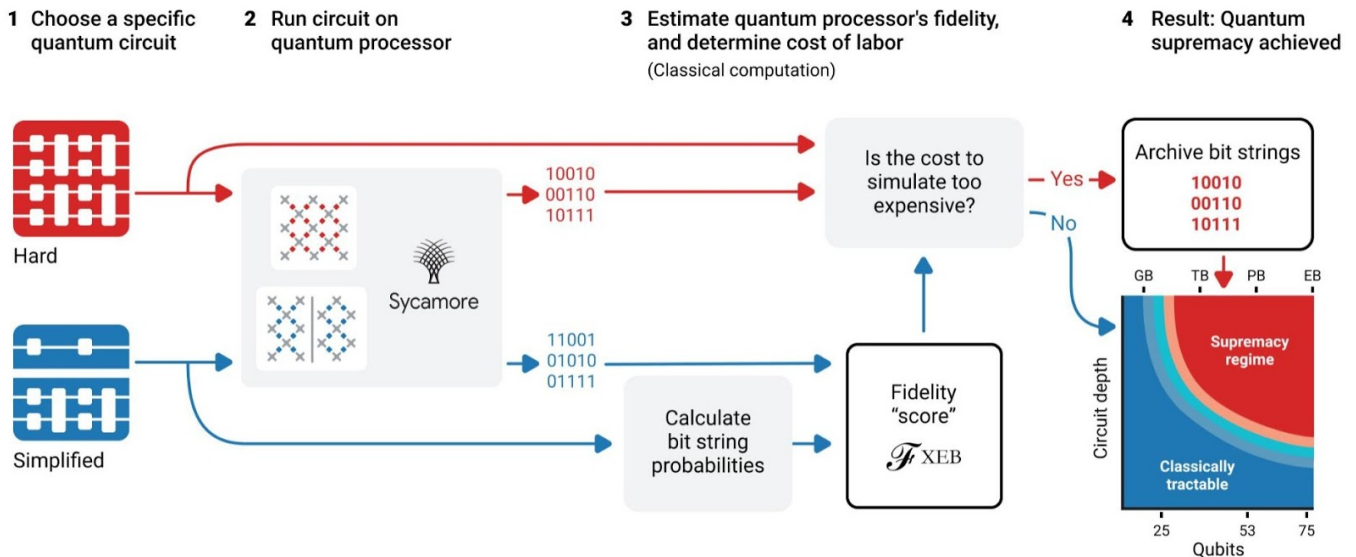 1 Choose a specific
quantum circuit
2 Run circuit on
quantum processor
3 Estimate quantum processor's fidelity,
and determine cost of labor
(Classical computation)
4 Result: Quantum
supremacy achieved
Hard
Simplified
Sycamore
10010
00110
10111
11001
01010
01111
Calculate
bit string
probabilities
Is the cost to
simulate too
expensive?
Fidelity
“score”
ℱ XEB
Yes
No
Archive bit strings
10010
00110
10111
GB TB PB EB
Supremacy
regime
Classically
tractable
Circuit depth
25 53 75
Qubits